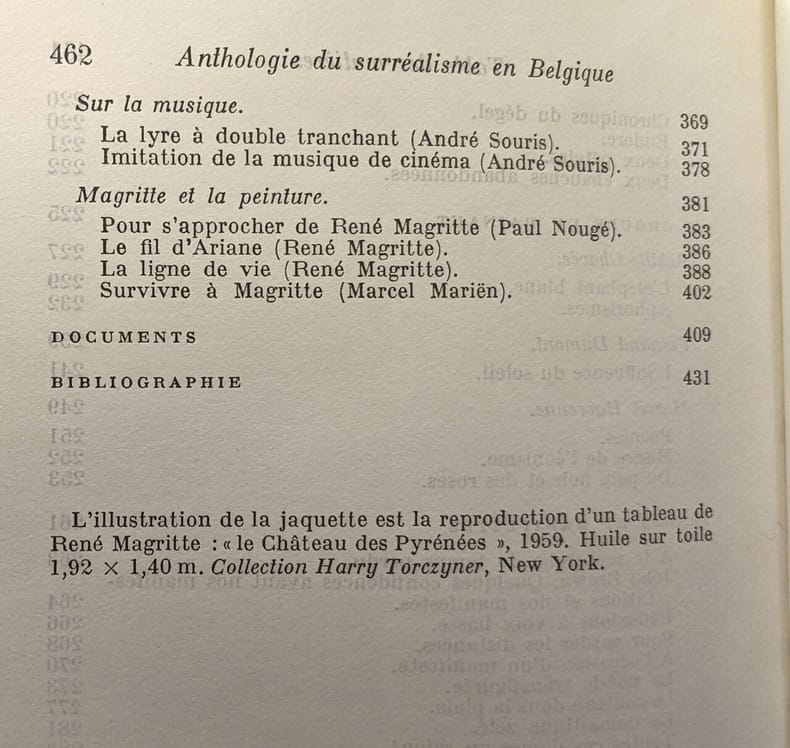 462 Anthologie du surréalisme en Belgique
Sur la musique. 369
La lyre à double tranchant (André Souris). 371
Imitation de la musique de cinéma (André Souris). 378
Magritte et la peinture. 381
Pour s'approcher de René Magritte (Paul Nougé). 383
Le fil d'Ariane (René Magritte). 386
La ligne de vie (René Magritte). 388
Survivre à Magritte (Marcel Mariën). 402
DOCUMENTS 409
BIBLIOGRAPHIE 431
L'illustration de la jaquette est la reproduction d'un tableau de
René Magritte : « le Château des Pyrénées », 1959. Huile sur toile
1,92 × 1,40 m. Collection Harry Torczyner, New York.